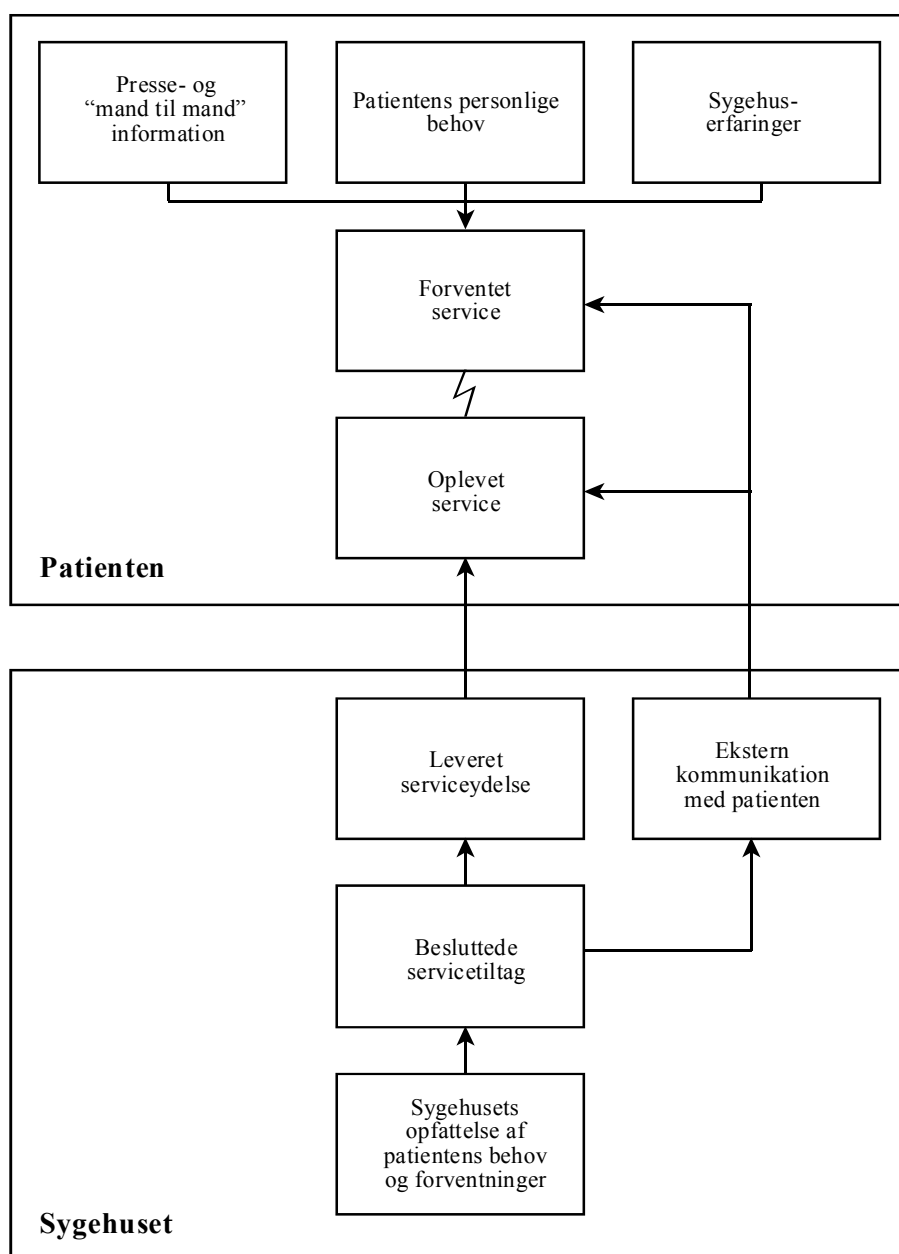 Presse- og
“mand til mand”
information
Patientens personlige
behov
Sygehus-
erfaringer
Forventet
service
Oplevet
service
Patienten
Leveret
serviceydelse
Ekstern
kommunikation
med patienten
Besluttede
servicetiltag
Sygehusets
opfattelse af
patientens behov
og forventninger
Sygehuset